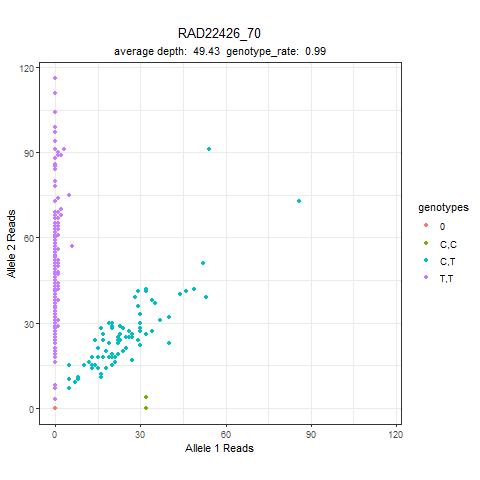 RAD22426_70
average depth: 49.43 genotype_rate: 0.99
120
90
60
30
0
Allele 2 Reads
0 30 60 90 120
Allele 1 Reads
genotypes
0
C,C
C,T
T,T